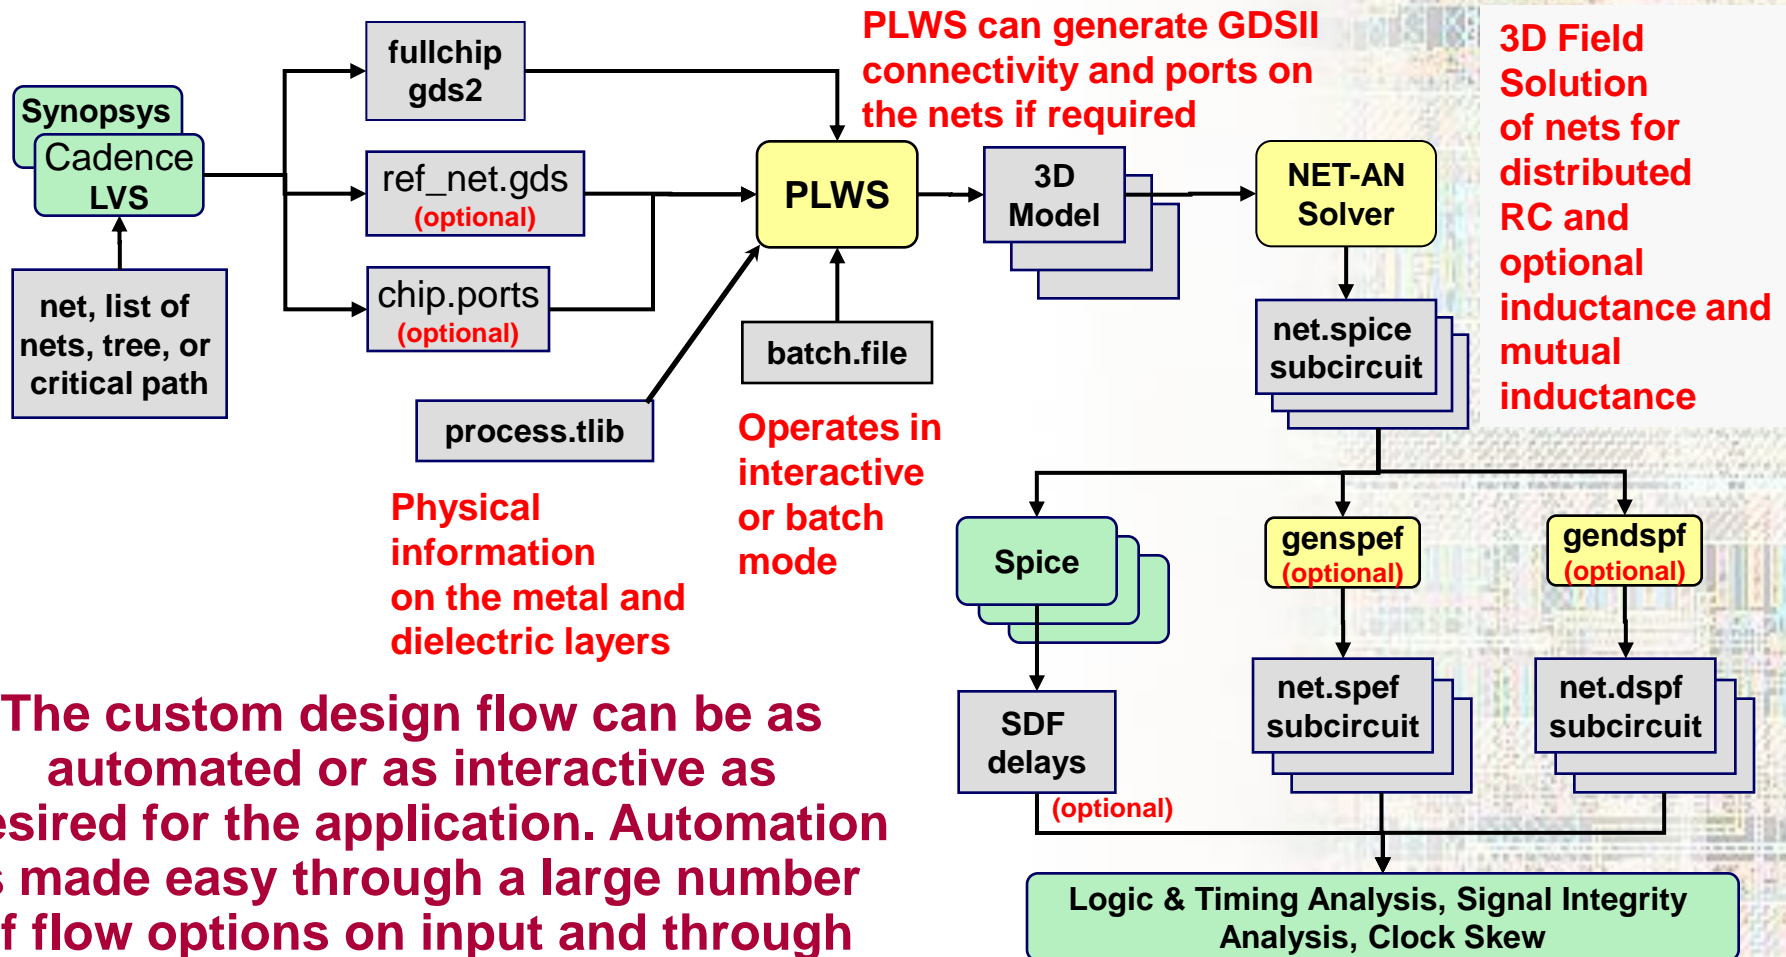 PLWS can generate GDSII
connectivity and ports on
the nets if required
3D Field
Solution
of nets for
distributed
RC and
optional
inductance and
mutual
inductance
fullchip
gds2
Synopsys
Cadence
LVS
ref_net.gds
(optional)
chip.ports
(optional)
net, list of
nets, tree, or
critical path
PLWS
3D
Model
NET-AN
Solver
batch.file
process.tlib
net.spice
subcircuit
Operates in
interactive
or batch
mode
Physical
information
on the metal and
dielectric layers
Spice
genspef
(optional)
gendspf
(optional)
SDF
delays
(optional)
net.spef
subcircuit
net.dspf
subcircuit
The custom design flow can be as
automated or as interactive as
esired for the application. Automation
s made easy through a large number
f flow options on input and through
Logic & Timing Analysis, Signal Integrity
Analysis, Clock Skew